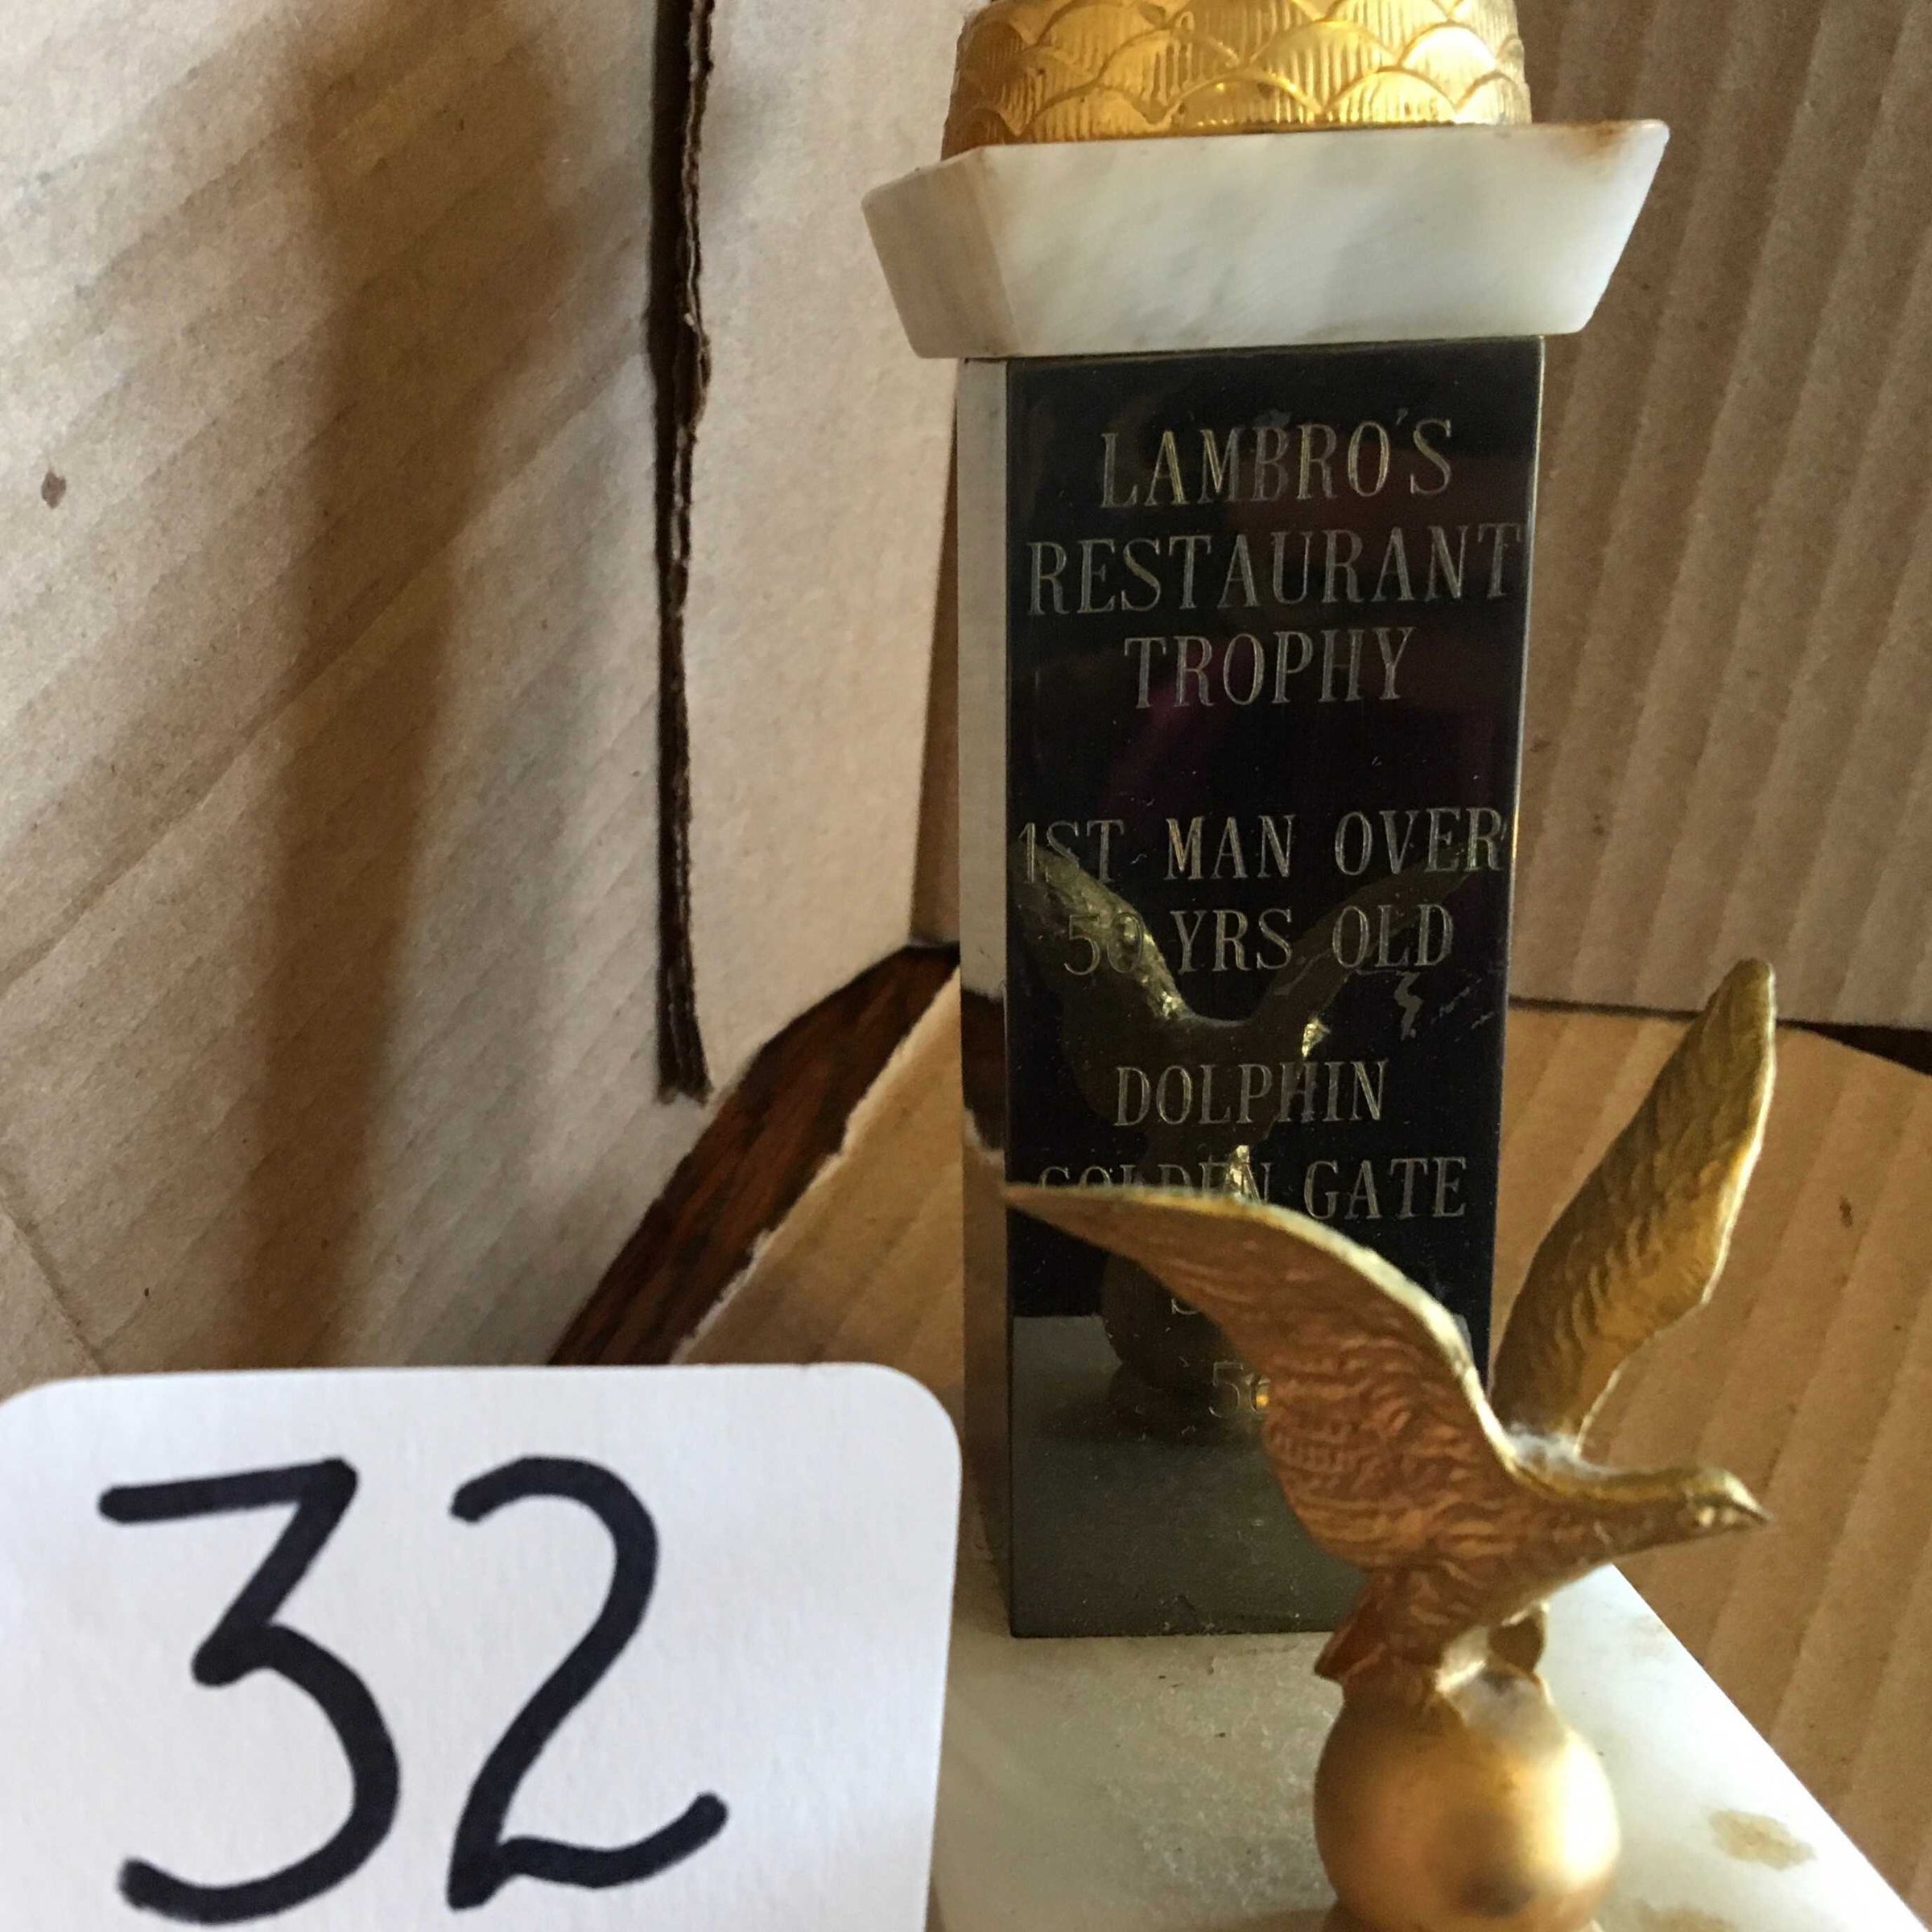 LAMBRO'S
RESTAURANT
TROPHY
1ST MAN OVER
50 YRS OLD
DOLPHIN
GOLDEN GATE
32